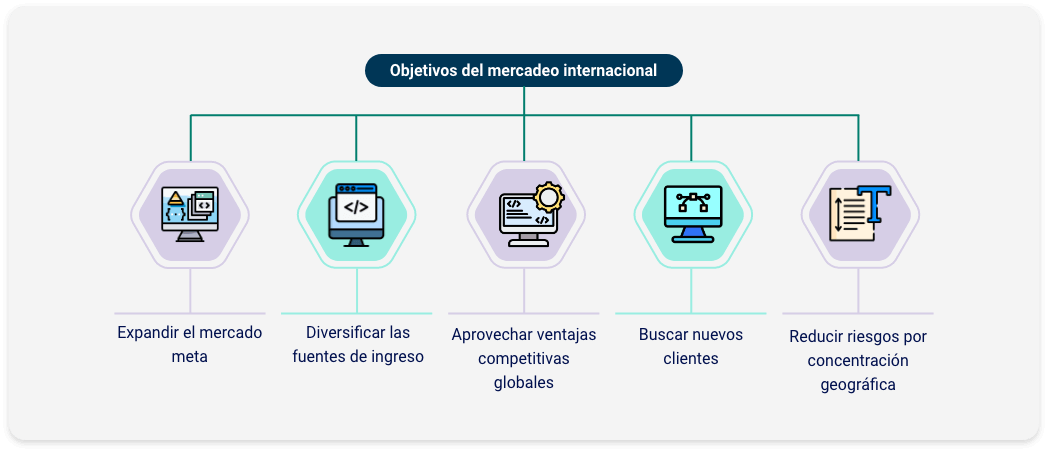 Objetivos del mercadeo internacional
Expandir el mercado
meta
Diversificar las
fuentes de ingreso
Aprovechar ventajas
competitivas
globales
Buscar nuevos
clientes
Reducir riesgos por
concentración
geográfica